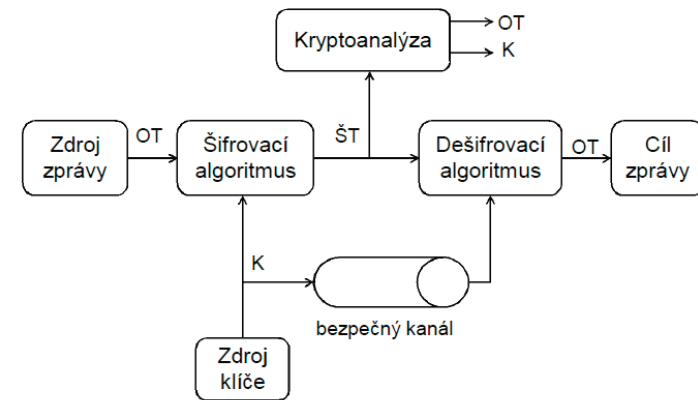 Kryptoanalýza
OT
K
Zdroj
zprávy
OT
Šifrovací
algoritmus
ŠT
Dešifrovací
algoritmus
OT
Cíl
zprávy
K
bezpečný kanál
Zdroj
klíče